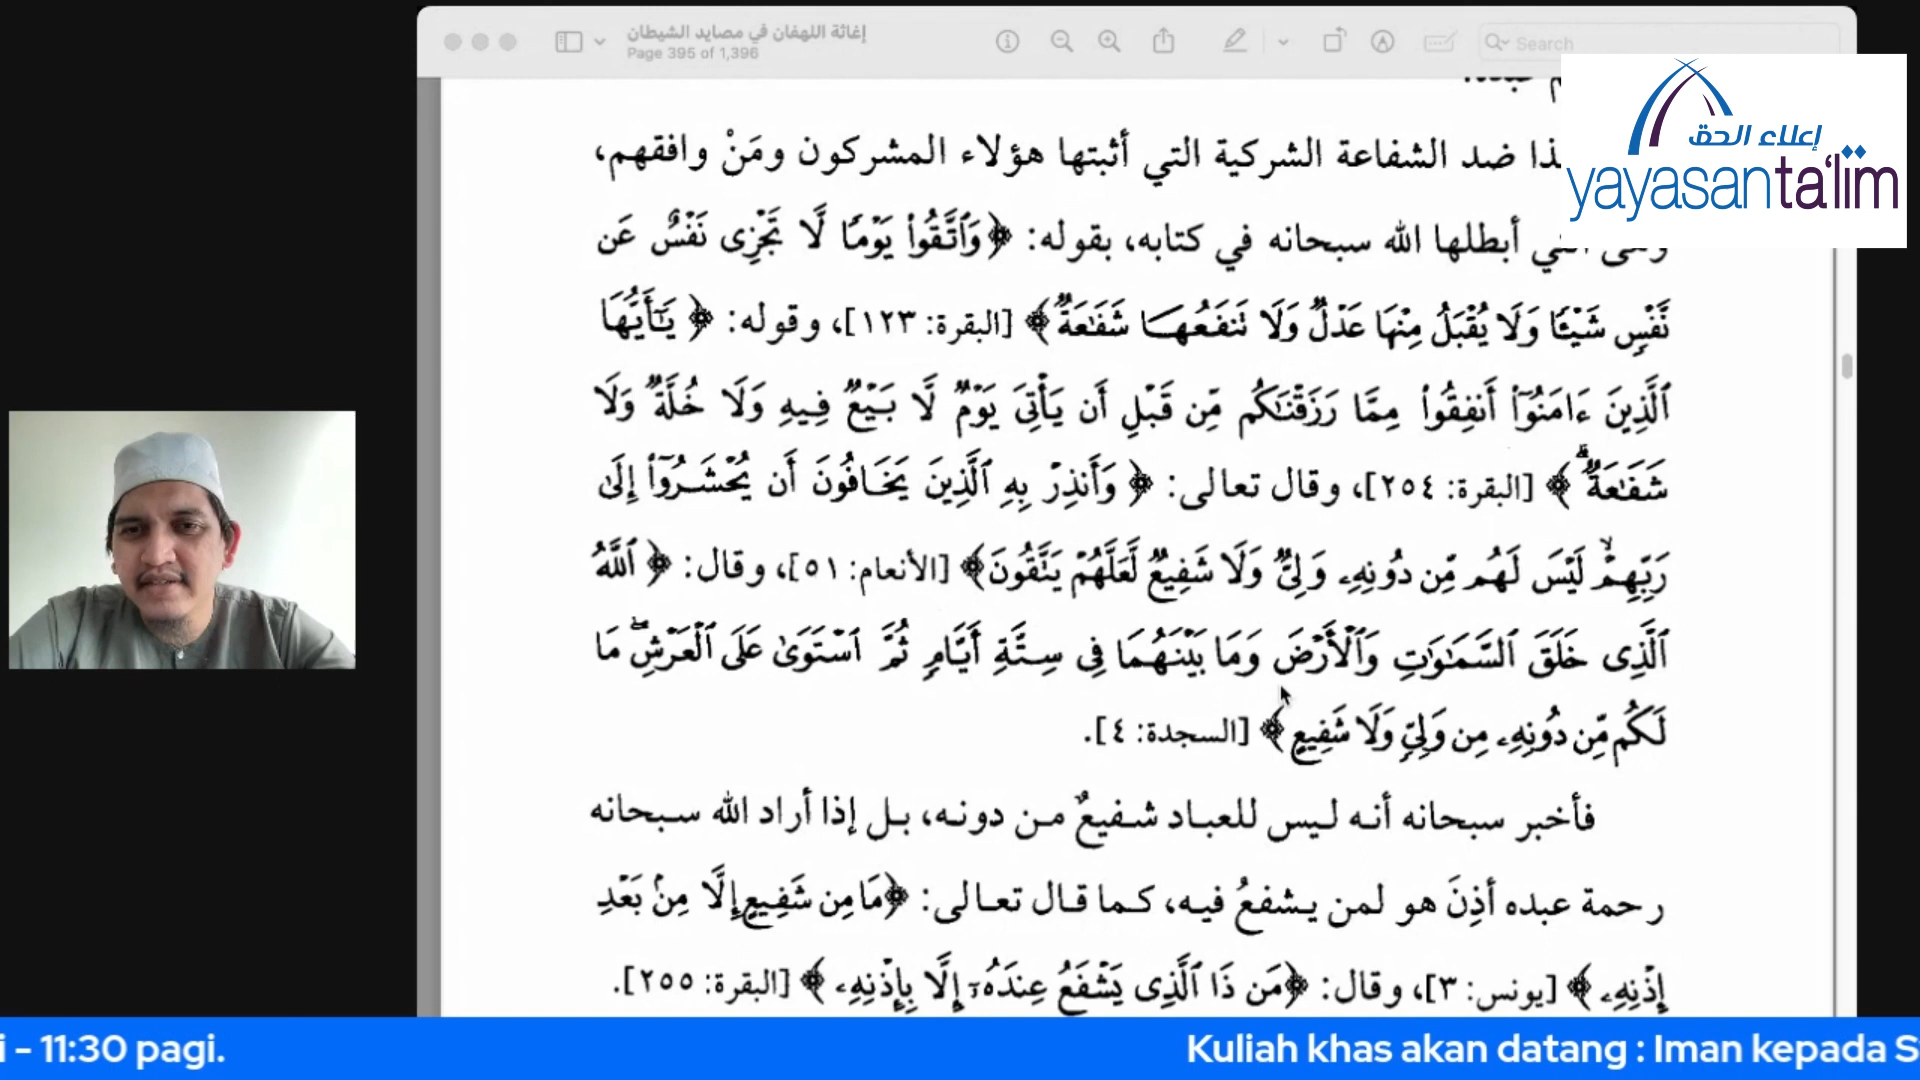 إغاثة اللهفان في مصايد الشيطان
Page 395 of 1,396
Search
إعلاء الحق
yayasanta'lim
ضد الشفاعة الشركية التي أثبتها هؤلاء المشركون ومَنْ وافقهم،
أبطلها الله سبحانه في كتابه، بقوله: ﴿وَٱتَّقُوا۟ يَوْمًا لَّا تَجْزِى نَفْسٌ عَن
نَّفْسٍ شَيْـًٔا وَلَا يُقْبَلُ مِنْهَا عَدْلٌ وَلَا تَنفَعُهَا شَفَـٰعَةٌ﴾ [البقرة: ١٢٣]، وقوله: ﴿يَـٰٓأَيُّهَا
ٱلَّذِينَ ءَامَنُوٓا۟ أَنفِقُوا۟ مِمَّا رَزَقْنَـٰكُم مِّن قَبْلِ أَن يَأْتِىَ يَوْمٌ لَّا بَيْعٌ فِيهِ وَلَا خُلَّةٌ وَلَا
شَفَـٰعَةٌ ۗ﴾ [البقرة: ٢٥٤]، وقال تعالى: ﴿وَأَنذِرْ بِهِ ٱلَّذِينَ يَخَافُونَ أَن يُحْشَرُوٓا۟ إِلَىٰ
رَبِّهِمْ ۙ لَيْسَ لَهُم مِّن دُونِهِۦ وَلِىٌّ وَلَا شَفِيعٌ لَّعَلَّهُمْ يَتَّقُونَ﴾ [الأنعام: ٥١]، وقال: ﴿ٱللَّهُ
ٱلَّذِى خَلَقَ ٱلسَّمَـٰوَٰتِ وَٱلْأَرْضَ وَمَا بَيْنَهُمَا فِى سِتَّةِ أَيَّامٍ ثُمَّ ٱسْتَوَىٰ عَلَى ٱلْعَرْشِ ۖ مَا
لَكُم مِّن دُونِهِۦ مِن وَلِىٍّ وَلَا شَفِيعٍ﴾ [السجدة: ٤].
فأخبر سبحانه أنه ليس للعباد شفيعٌ من دونه، بل إذا أراد الله سبحانه
رحمة عبده أذِنَ هو لمن يشفعُ فيه، كما قال تعالى: ﴿مَا مِن شَفِيعٍ إِلَّا مِنۢ بَعْدِ
إِذْنِهِۦ﴾ [يونس: ٣]، وقال: ﴿مَن ذَا ٱلَّذِى يَشْفَعُ عِندَهُۥٓ إِلَّا بِإِذْنِهِۦ﴾ [البقرة: ٢٥٥].
i - 11:30 pagi.
Kuliah khas akan datang : Iman kepada S